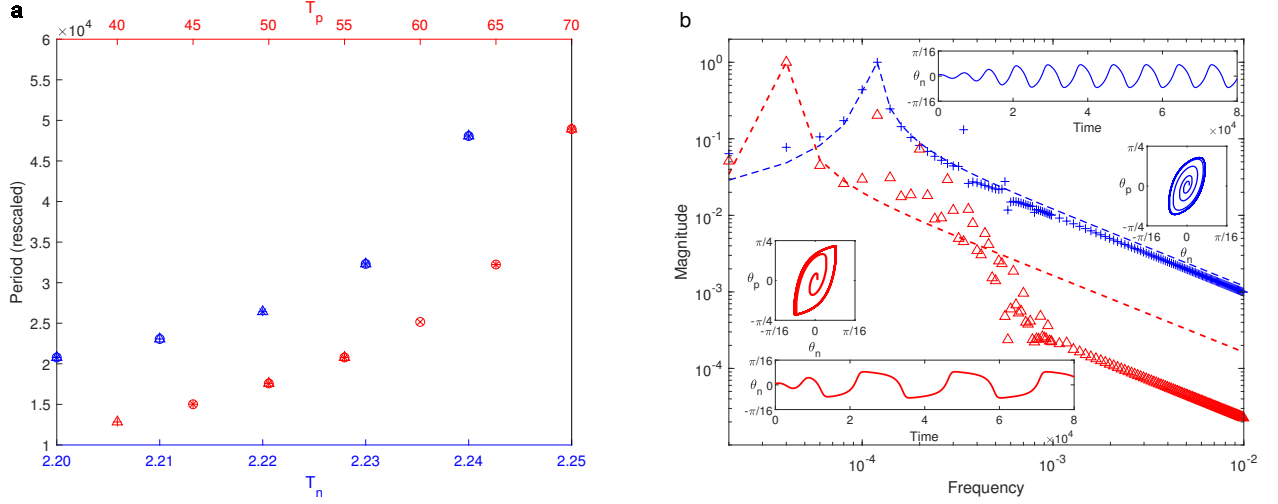 a
T_p
×10^4
40 45 50 55 60 65 70
6
5.5
5
4.5
4
3.5
3
2.5
2
1.5
1
Period (rescaled)
2.20 2.21 2.22 2.23 2.24 2.25
T_n
b
10^0
10^-1
10^-2
10^-3
10^-4
Magnitude
10^-4 10^-3 10^-2
Frequency
π/16
θ_n 0
-π/16
0 2 4 6 8
Time
×10^4
π/4
θ_p 0
-π/4
-π/16 0 π/16
θ_n
π/4
θ_p 0
-π/4
-π/16 0 π/16
θ_n
π/16
θ_n 0
-π/16
0 2 4 6 8
Time
×10^4